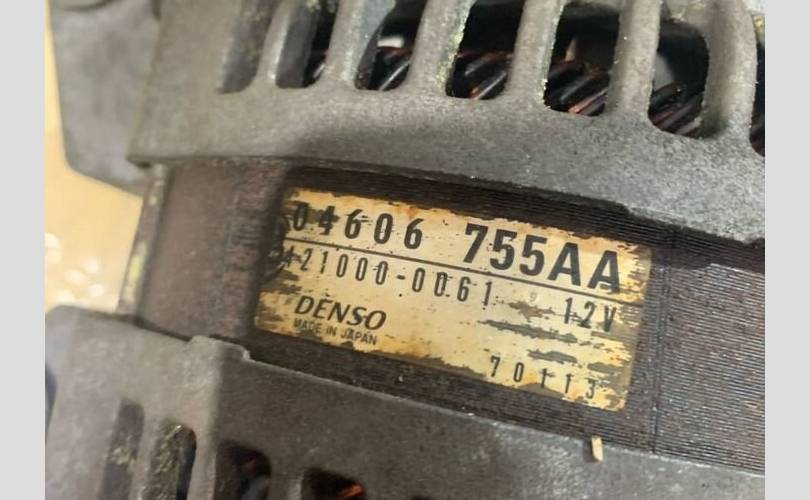 04606 755AA
421000-0061 12V
DENSO
MADE IN JAPAN
70113